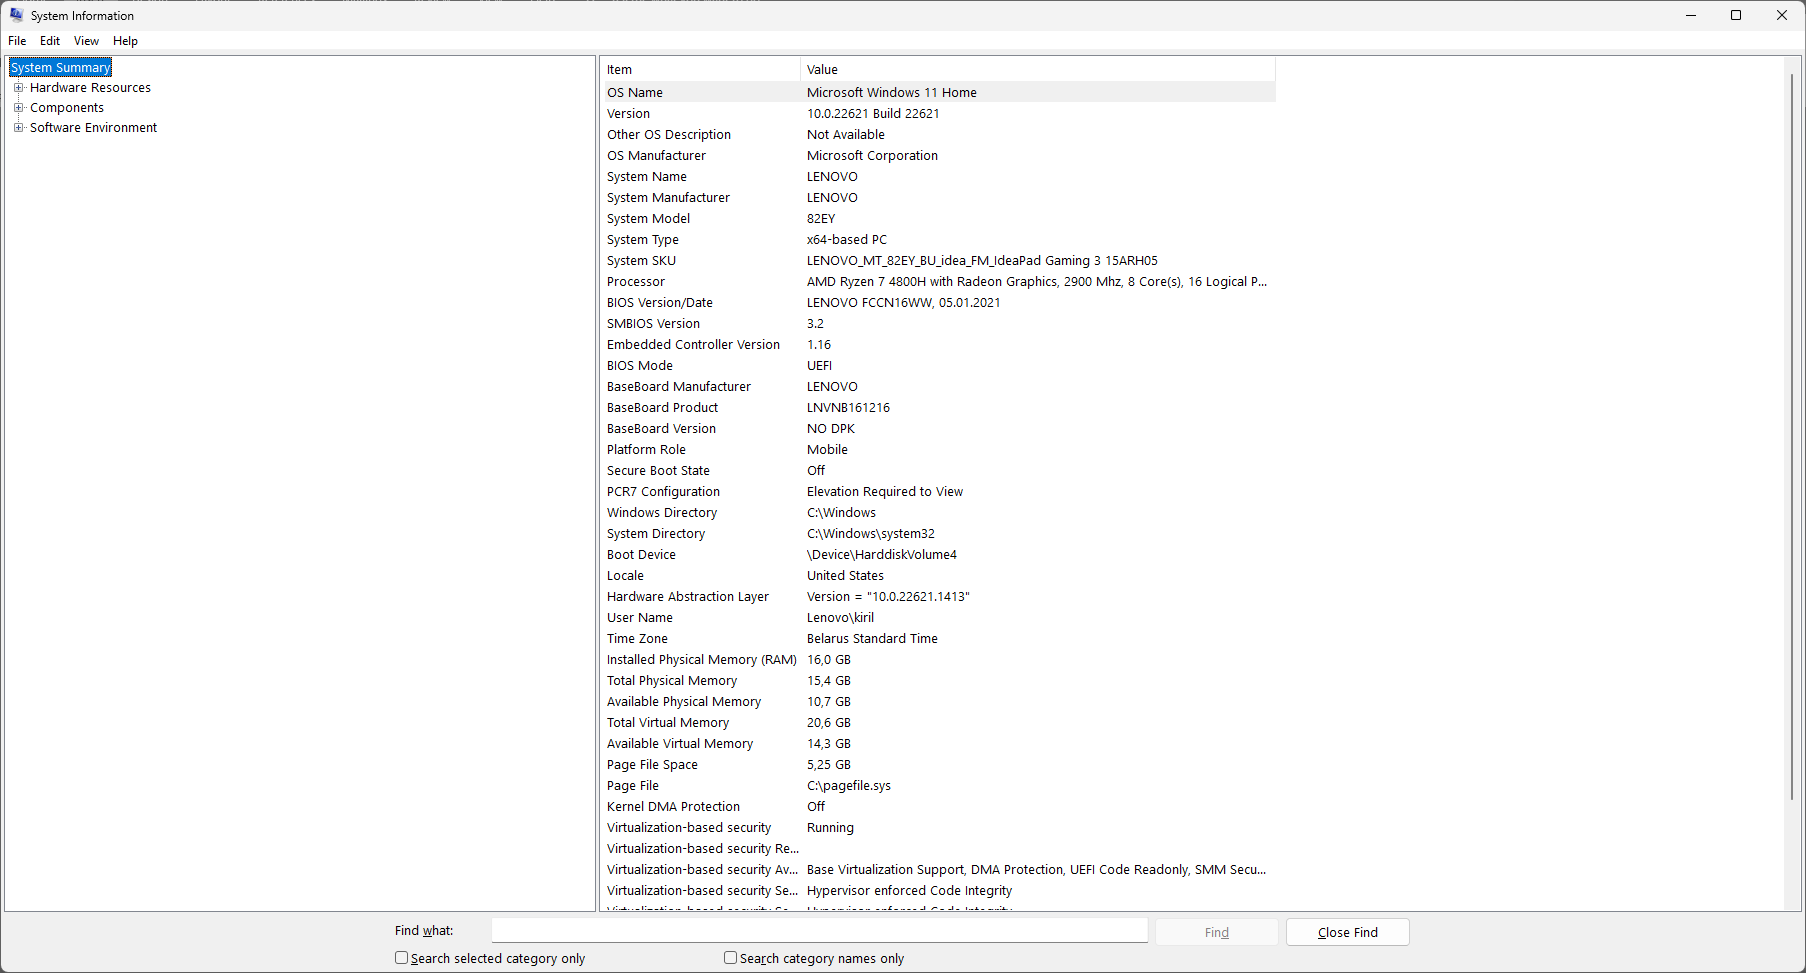 System Information
File Edit View Help
System Summary
Hardware Resources
Components
Software Environment
Item Value
OS Name Microsoft Windows 11 Home
Version 10.0.22621 Build 22621
Other OS Description Not Available
OS Manufacturer Microsoft Corporation
System Name LENOVO
System Manufacturer LENOVO
System Model 82EY
System Type x64-based PC
System SKU LENOVO_MT_82EY_BU_idea_FM_IdeaPad Gaming 3 15ARH05
Processor AMD Ryzen 7 4800H with Radeon Graphics, 2900 Mhz, 8 Core(s), 16 Logical P...
BIOS Version/Date LENOVO FCCN16WW, 05.01.2021
SMBIOS Version 3.2
Embedded Controller Version 1.16
BIOS Mode UEFI
BaseBoard Manufacturer LENOVO
BaseBoard Product LNVNB161216
BaseBoard Version NO DPK
Platform Role Mobile
Secure Boot State Off
PCR7 Configuration Elevation Required to View
Windows Directory C:\Windows
System Directory C:\Windows\system32
Boot Device \Device\HarddiskVolume4
Locale United States
Hardware Abstraction Layer Version = "10.0.22621.1413"
User Name Lenovo\kiril
Time Zone Belarus Standard Time
Installed Physical Memory (RAM) 16,0 GB
Total Physical Memory 15,4 GB
Available Physical Memory 10,7 GB
Total Virtual Memory 20,6 GB
Available Virtual Memory 14,3 GB
Page File Space 5,25 GB
Page File C:\pagefile.sys
Kernel DMA Protection Off
Virtualization-based security Running
Virtualization-based security Re...
Virtualization-based security Av... Base Virtualization Support, DMA Protection, UEFI Code Readonly, SMM Secu...
Virtualization-based security Se... Hypervisor enforced Code Integrity
Virtualization-based security Se... Hypervisor enforced Code Integrity
Find what: Find Close Find
Search selected category only Search category names only